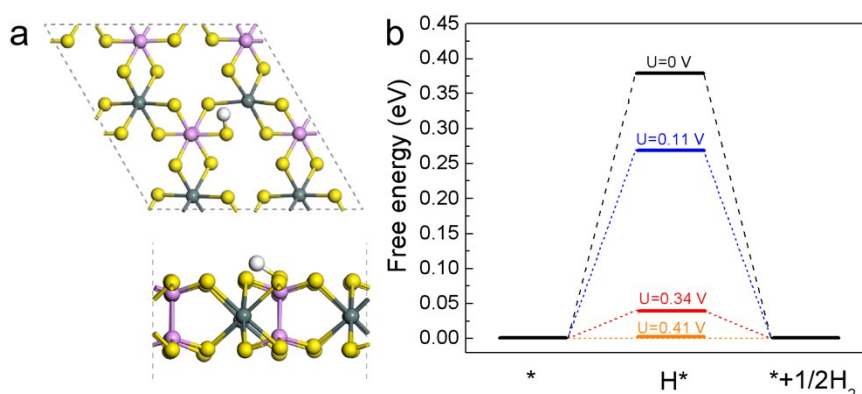 a
b
0.45
0.40
0.35
0.30
0.25
0.20
0.15
0.10
0.05
0.00
Free energy (eV)
U=0 V
U=0.11 V
U=0.34 V
U=0.41 V
*
H*
*+1/2H₂